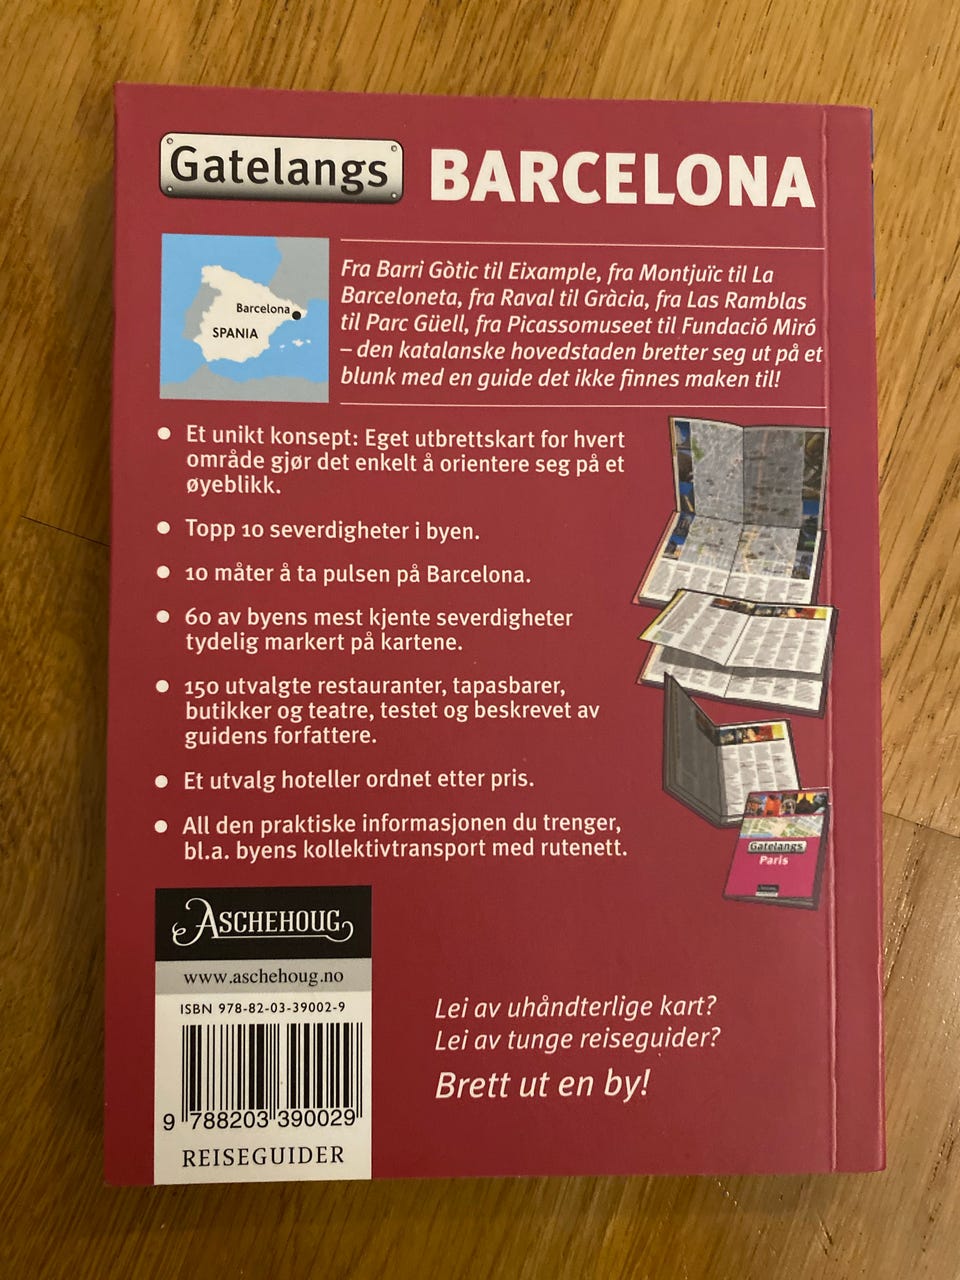 Gatelangs BARCELONA
Barcelona
SPANIA
Fra Barri Gòtic til Eixample, fra Montjuïc til La
Barceloneta, fra Raval til Gràcia, fra Las Ramblas
til Parc Güell, fra Picassomuseet til Fundació Miró
– den katalanske hovedstaden bretter seg ut på et
blunk med en guide det ikke finnes maken til!
• Et unikt konsept: Eget utbrettskart for hvert
område gjør det enkelt å orientere seg på et
øyeblikk.
• Topp 10 severdigheter i byen.
• 10 måter å ta pulsen på Barcelona.
• 60 av byens mest kjente severdigheter
tydelig markert på kartene.
• 150 utvalgte restauranter, tapasbarer,
butikker og teatre, testet og beskrevet av
guidens forfattere.
• Et utvalg hoteller ordnet etter pris.
• All den praktiske informasjonen du trenger,
bl.a. byens kollektivtransport med rutenett.
Gatelangs
Paris
ASCHEHOUG
www.aschehoug.no
ISBN 978-82-03-39002-9
9 788203 390029
REISEGUIDER
Lei av uhåndterlige kart?
Lei av tunge reiseguider?
Brett ut en by!